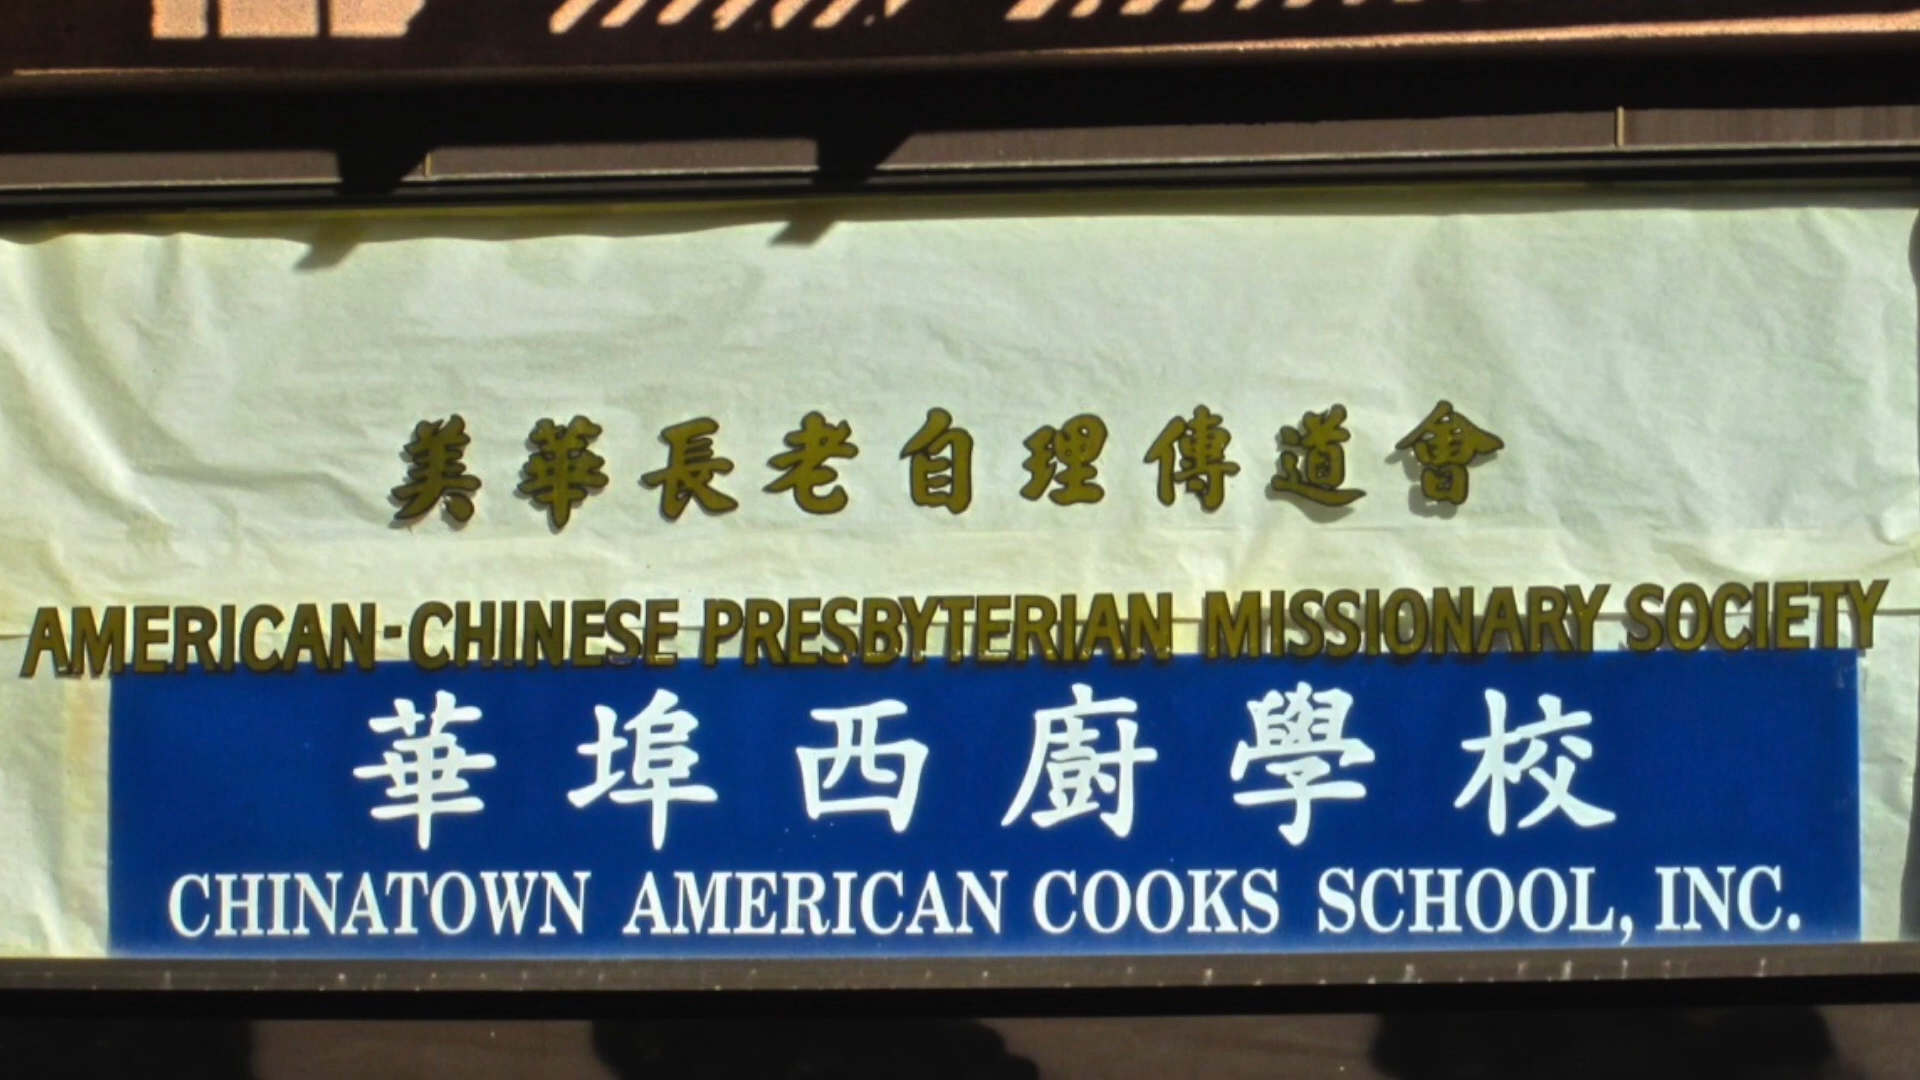 美華長老自理傳道會
AMERICAN-CHINESE PRESBYTERIAN MISSIONARY SOCIETY
華埠西廚學校
CHINATOWN AMERICAN COOKS SCHOOL, INC.